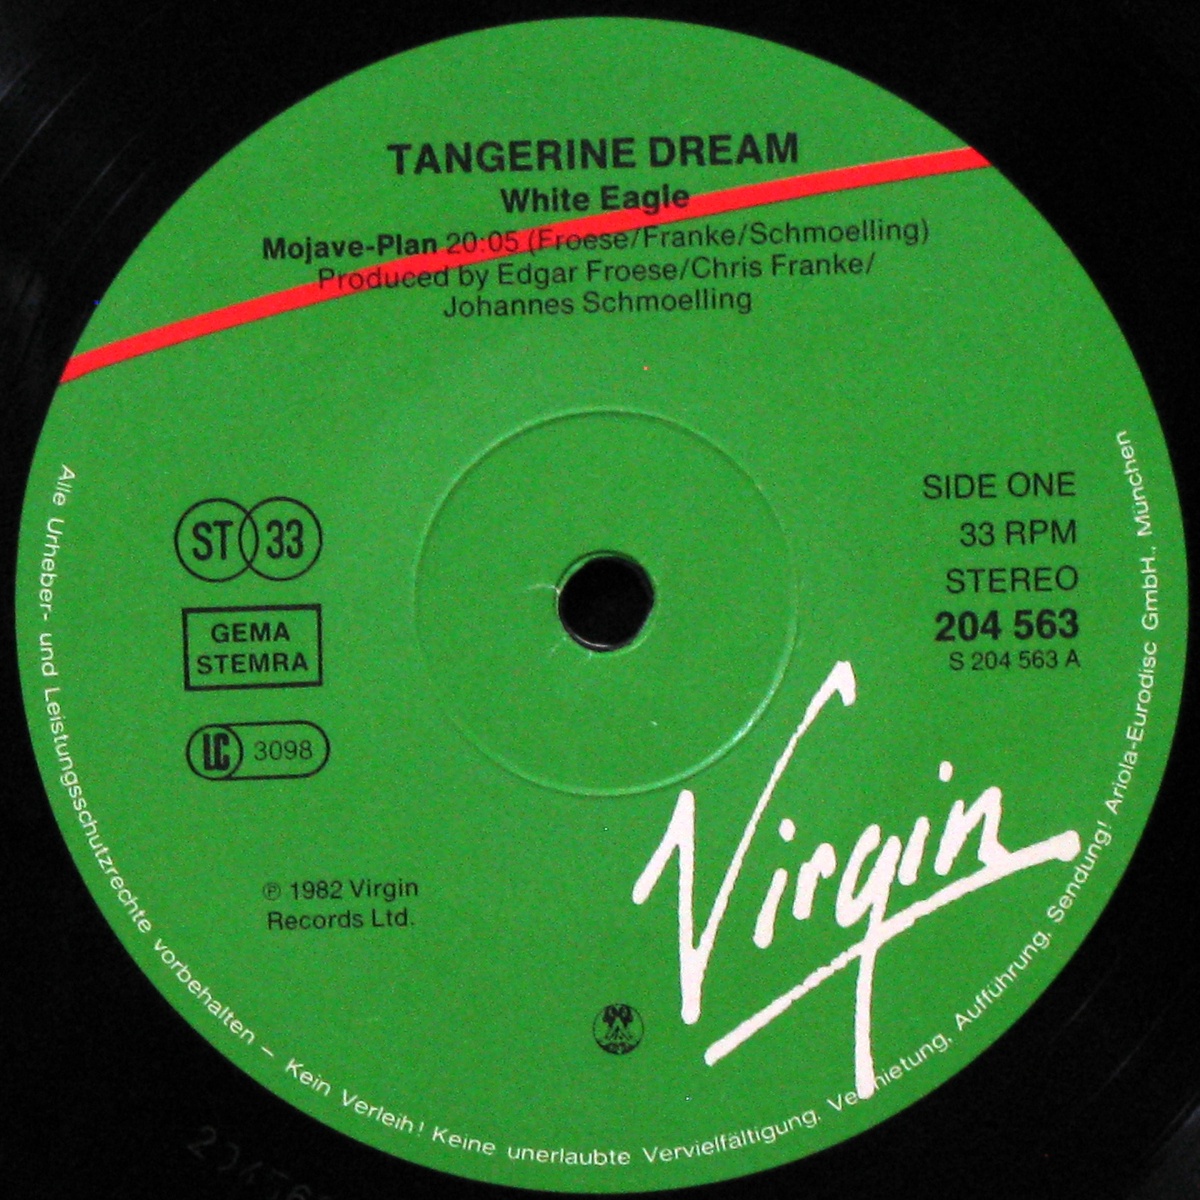 TANGERINE DREAM
White Eagle
Mojave-Plan 20:05 (Froese/Franke/Schmoelling)
Produced by Edgar Froese/Chris Franke/
Johannes Schmoelling
ST 33
GEMA
STEMRA
LC 3098
SIDE ONE
33 RPM
STEREO
204 563
S 204 563 A
℗ 1982 Virgin
Records Ltd.
Virgin
Alle Urheber- und Leistungsschutzrechte vorbehalten – Kein Verleih! Keine unerlaubte Vervielfältigung, Vermietung, Aufführung, Sendung! Ariola-Eurodisc GmbH., München